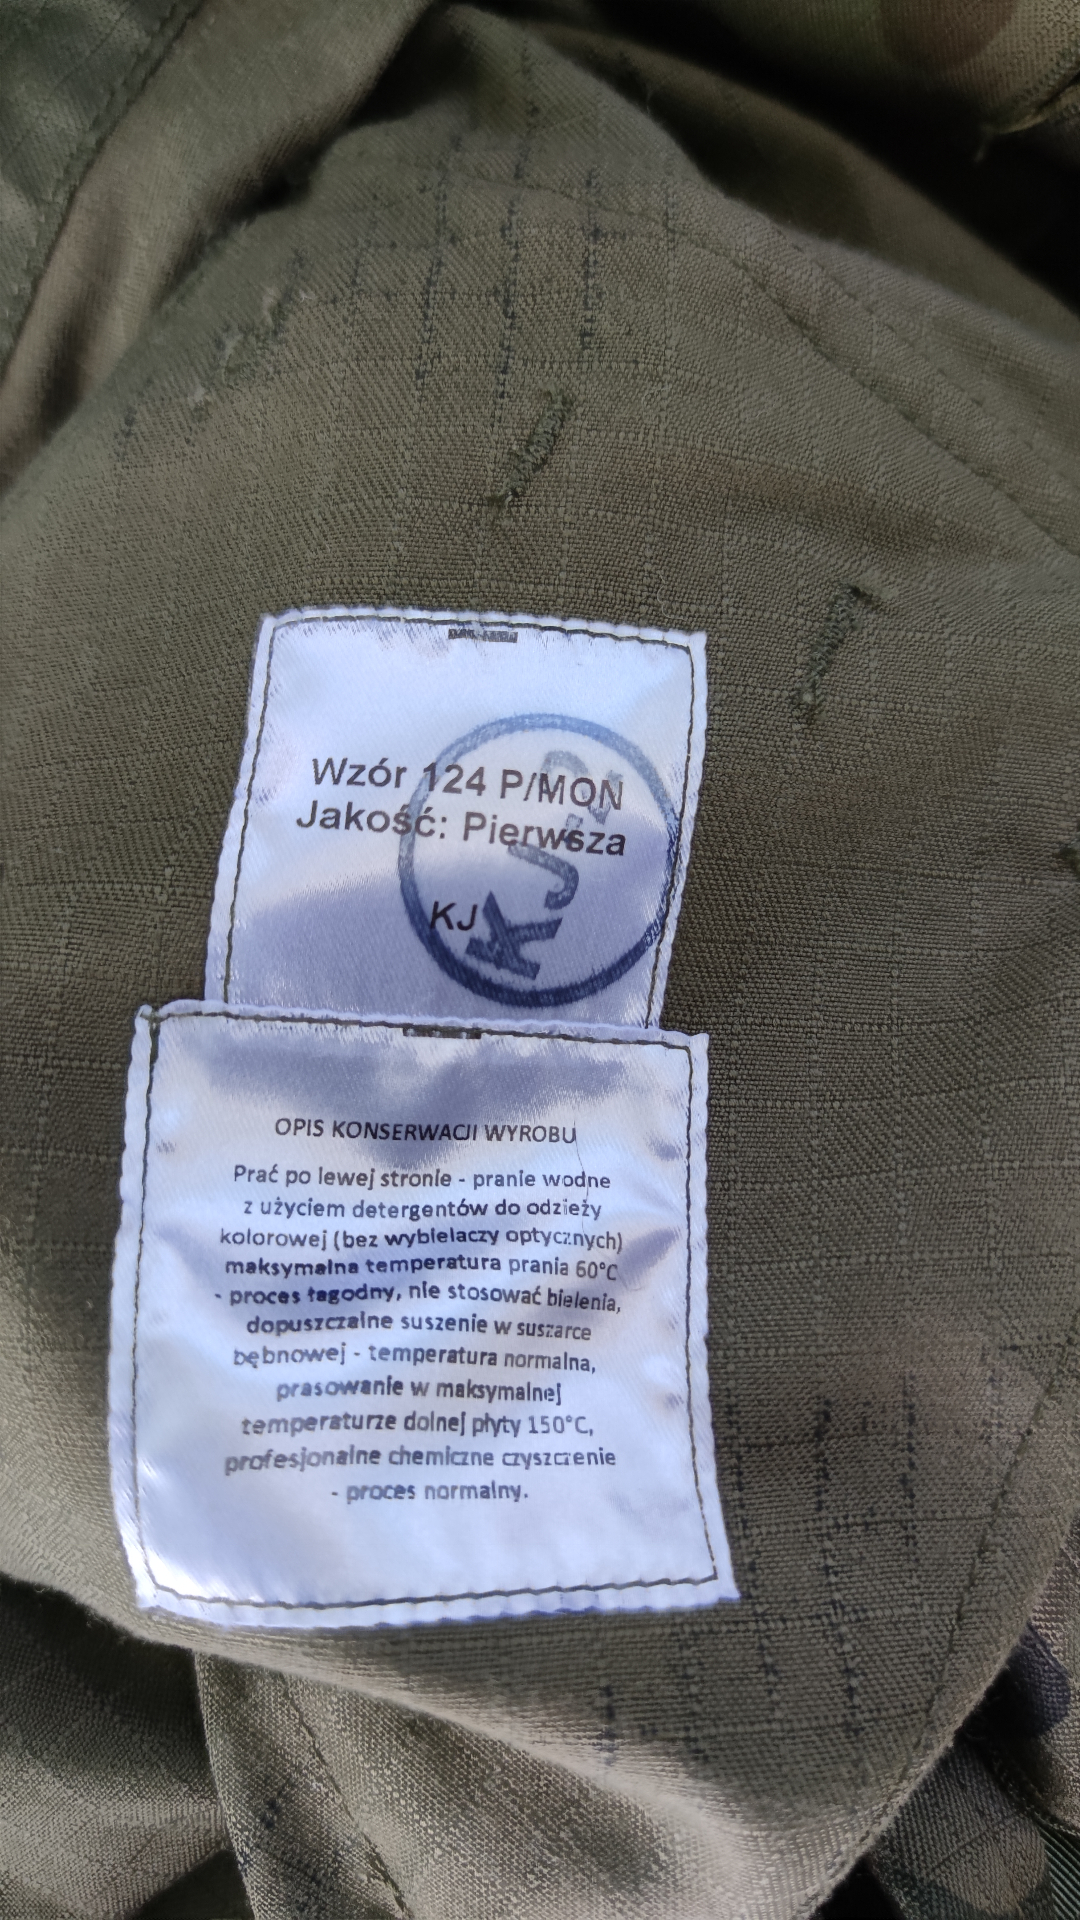 Wzór 124 P/MON
Jakość: Pierwsza
KJ
KJ-2
OPIS KONSERWACJI WYROBU
Prać po lewej stronie - pranie wodne
z użyciem detergentów do odzieży
kolorowej (bez wybielaczy optycznych)
maksymalna temperatura prania 60°C
- proces łagodny, nie stosować bielenia,
dopuszczalne suszenie w suszarce
bębnowej - temperatura normalna,
prasowanie w maksymalnej
temperaturze dolnej płyty 150°C,
profesjonalne chemiczne czyszczenie
- proces normalny.